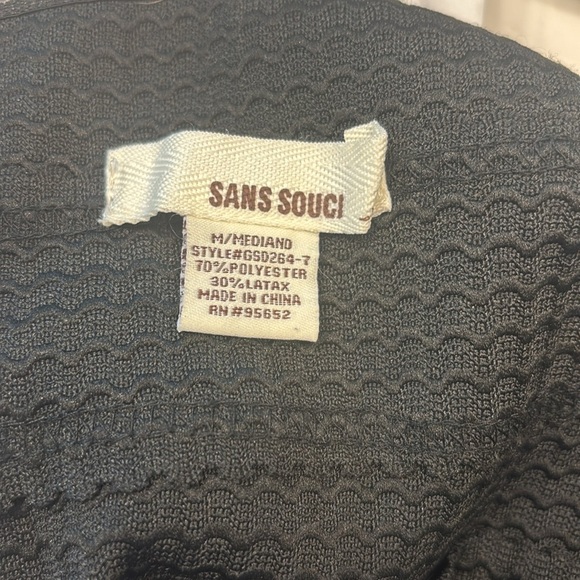 SANS SOUCI
M/MEDIANO
STYLE#GSD264-7
70%POLYESTER
30%LATAX
MADE IN CHINA
RN #95652